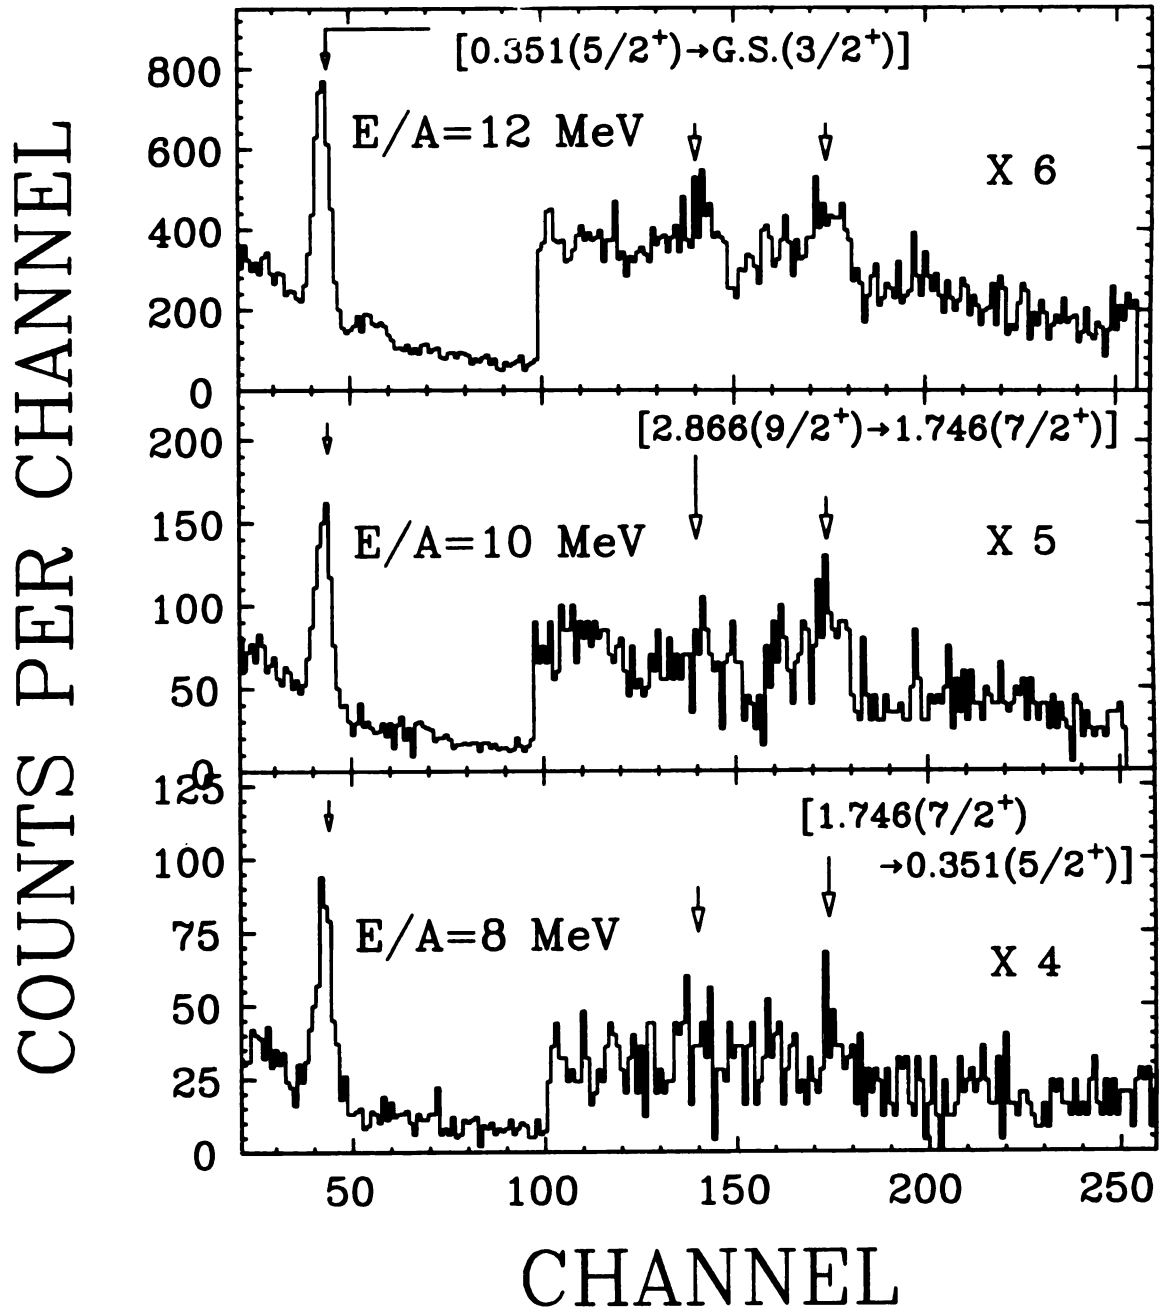 COUNTS PER CHANNEL
[0.351(5/2⁺)→G.S.(3/2⁺)]
E/A=12 MeV
X 6
800
600
400
200
0
[2.866(9/2⁺)→1.746(7/2⁺)]
E/A=10 MeV
X 5
200
150
100
50
0
[1.746(7/2⁺)
→0.351(5/2⁺)]
E/A=8 MeV
X 4
125
100
75
50
25
0
50 100 150 200 250
CHANNEL